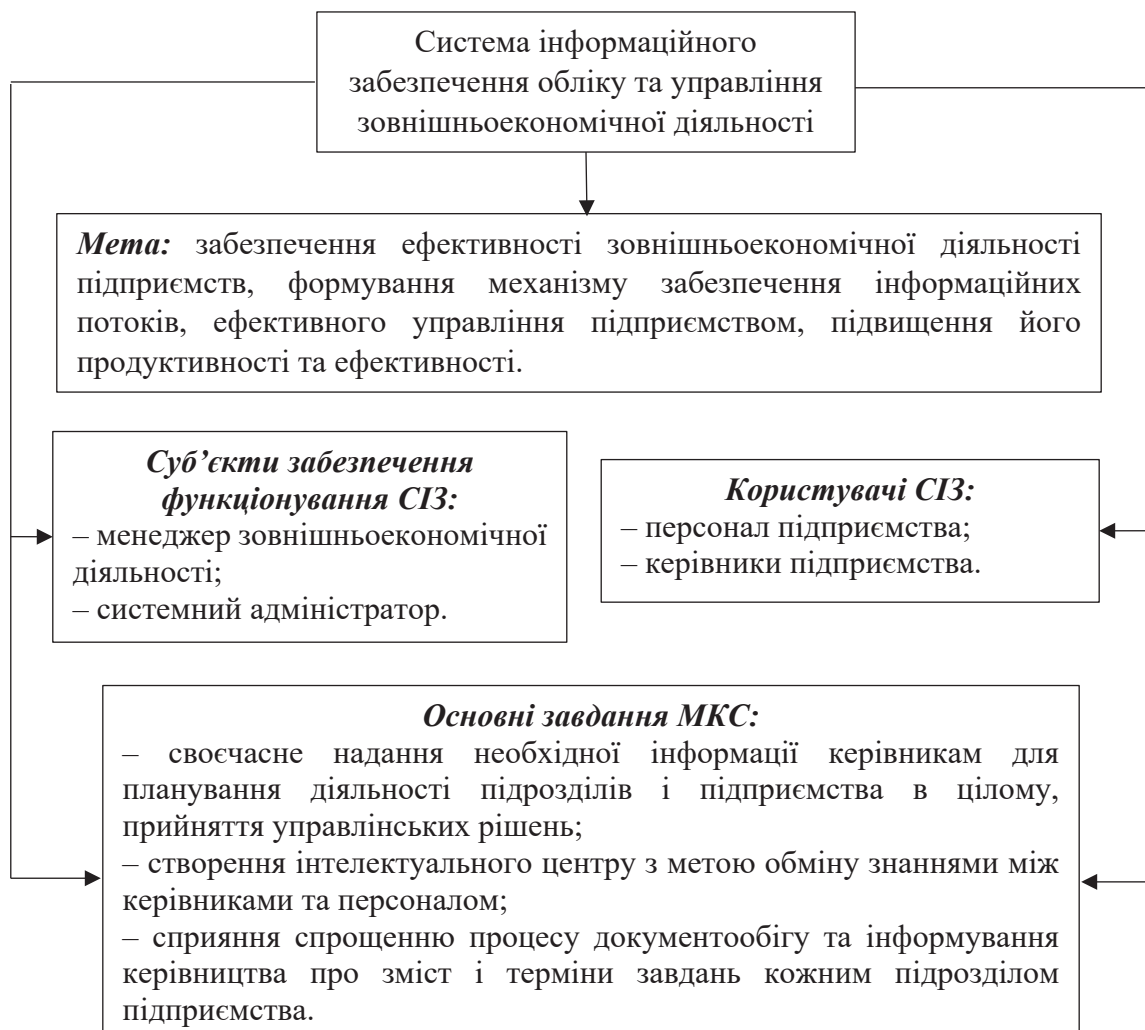 Система інформаційного
забезпечення обліку та управління
зовнішньоекономічної діяльності
Мета: забезпечення ефективності зовнішньоекономічної діяльності
підприємств, формування механізму забезпечення інформаційних
потоків, ефективного управління підприємством, підвищення його
продуктивності та ефективності.
Суб’єкти забезпечення
функціонування СІЗ:
– менеджер зовнішньоекономічної
діяльності;
– системний адміністратор.
Користувачі СІЗ:
– персонал підприємства;
– керівники підприємства.
Основні завдання МКС:
– своєчасне надання необхідної інформації керівникам для
планування діяльності підрозділів і підприємства в цілому,
прийняття управлінських рішень;
– створення інтелектуального центру з метою обміну знаннями між
керівниками та персоналом;
– сприяння спрощенню процесу документообігу та інформування
керівництва про зміст і терміни завдань кожним підрозділом
підприємства.